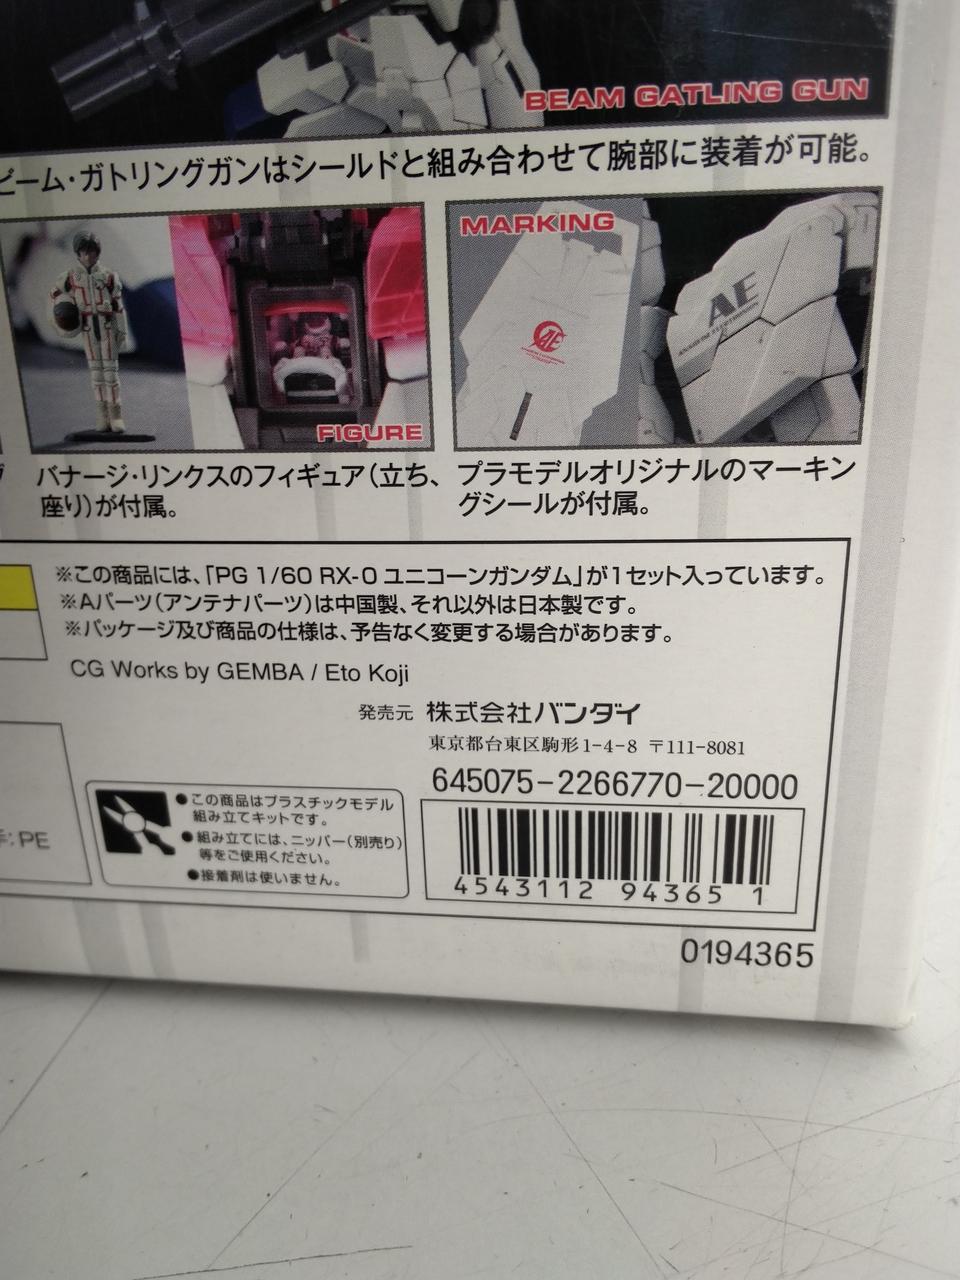 BEAM GATLING GUN
ビーム・ガトリングガンはシールドと組み合わせて腕部に装着が可能。
FIGURE
バナージ・リンクスのフィギュア(立ち、
座り)が付属。
MARKING
AE
AE
プラモデルオリジナルのマーキン
グシールが付属。
※この商品には、「PG 1/60 RX-0 ユニコーンガンダム」が1セット入っています。
※Aパーツ(アンテナパーツ)は中国製、それ以外は日本製です。
※パッケージ及び商品の仕様は、予告なく変更する場合があります。
CG Works by GEMBA / Eto Koji
発売元 株式会社バンダイ
東京都台東区駒形1-4-8 〒111-8081
645075-2266770-20000
: PE
●この商品はプラスチックモデル
組み立てキットです。
●組み立てには、ニッパー(別売り)
等をご使用ください。
●接着剤は使いません。
4543112 94365 1
0194365